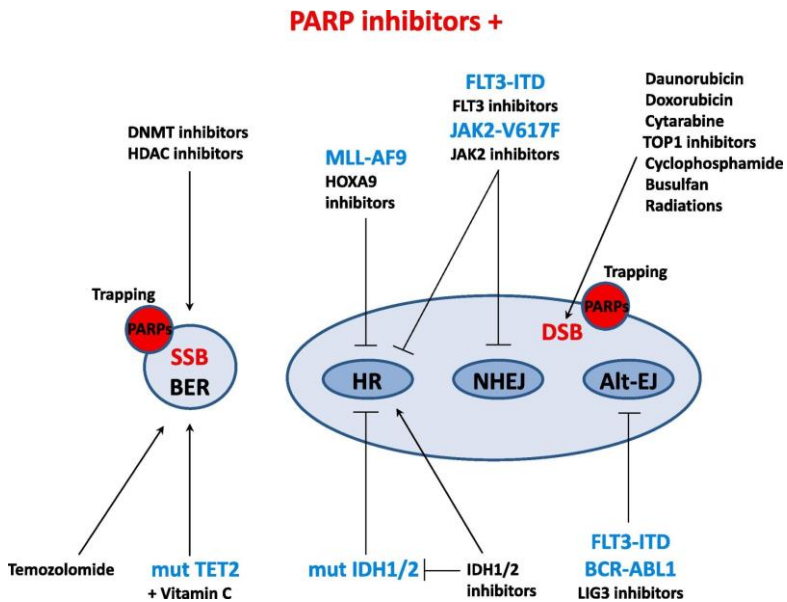 PARP inhibitors +
DNMT inhibitors
HDAC inhibitors
MLL-AF9
HOXA9
inhibitors
FLT3-ITD
FLT3 inhibitors
JAK2-V617F
JAK2 inhibitors
Daunorubicin
Doxorubicin
Cytarabine
TOP1 inhibitors
Cyclophosphamide
Busulfan
Radiations
Trapping
PARPs
SSB
BER
Trapping
PARPs
DSB
HR
NHEJ
Alt-EJ
Temozolomide
mut TET2
+ Vitamin C
mut IDH1/2
IDH1/2
inhibitors
FLT3-ITD
BCR-ABL1
LIG3 inhibitors